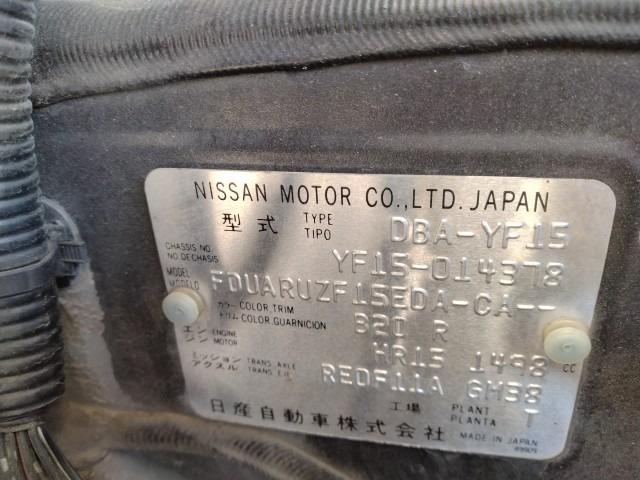 NISSAN MOTOR CO.,LTD. JAPAN
型式 TYPE TIPO DBA-YF15
CHASSIS NO. NO DE CHASIS YF15-014378
MODEL MODELO FDUARUZF15EDA-CA--
カラー COLOR,TRIM トリム COLOR,GUARNICION B20 R
エンジン ENGINE MOTOR HR15 1498 CC
ミッション TRANS. AXLE アクスル TRANS. EJE REOF11A GM38
工場 PLANT PLANTA T
日産自動車株式会社 MADE IN JAPAN